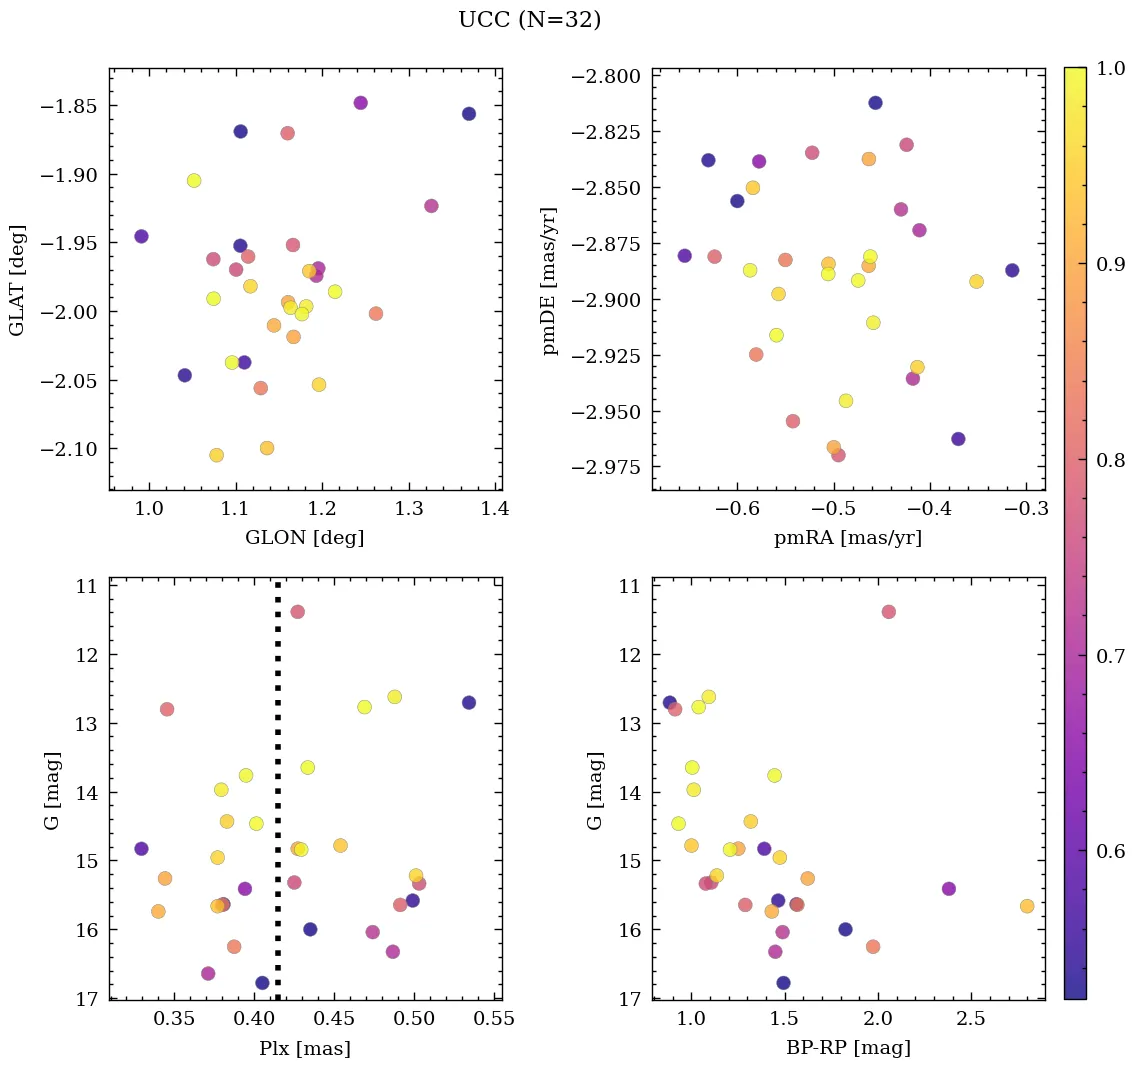 UCC (N=32)
−1.85
−1.90
−1.95
−2.00
−2.05
−2.10
GLAT [deg]
1.0 1.1 1.2 1.3 1.4
GLON [deg]
−2.800
−2.825
−2.850
−2.875
−2.900
−2.925
−2.950
−2.975
pmDE [mas/yr]
−0.6 −0.5 −0.4 −0.3
pmRA [mas/yr]
11
12
13
14
15
16
17
G [mag]
0.35 0.40 0.45 0.50 0.55
Plx [mas]
11
12
13
14
15
16
17
G [mag]
1.0 1.5 2.0 2.5
BP-RP [mag]
1.0
0.9
0.8
0.7
0.6